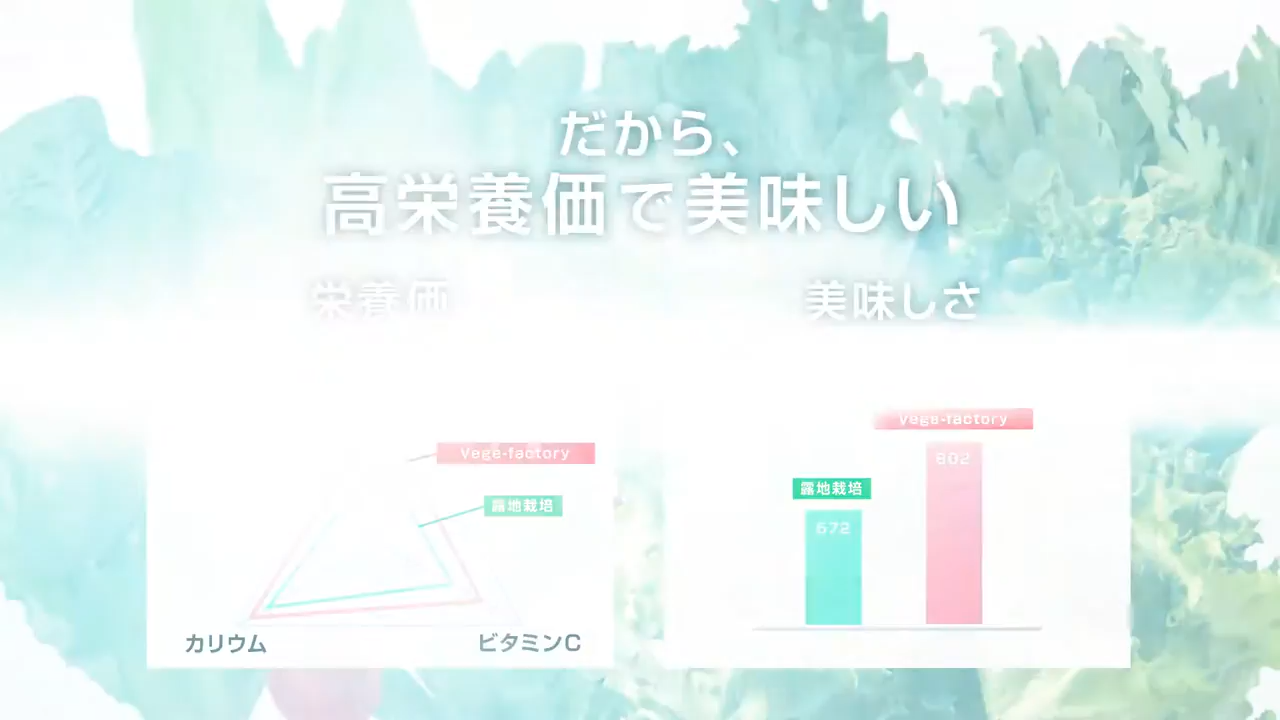 だから、
高栄養価で美味しい
栄養価
美味しさ
Vege-factory
露地栽培
カリウム
ビタミンC
Vege-factory
802
露地栽培
572